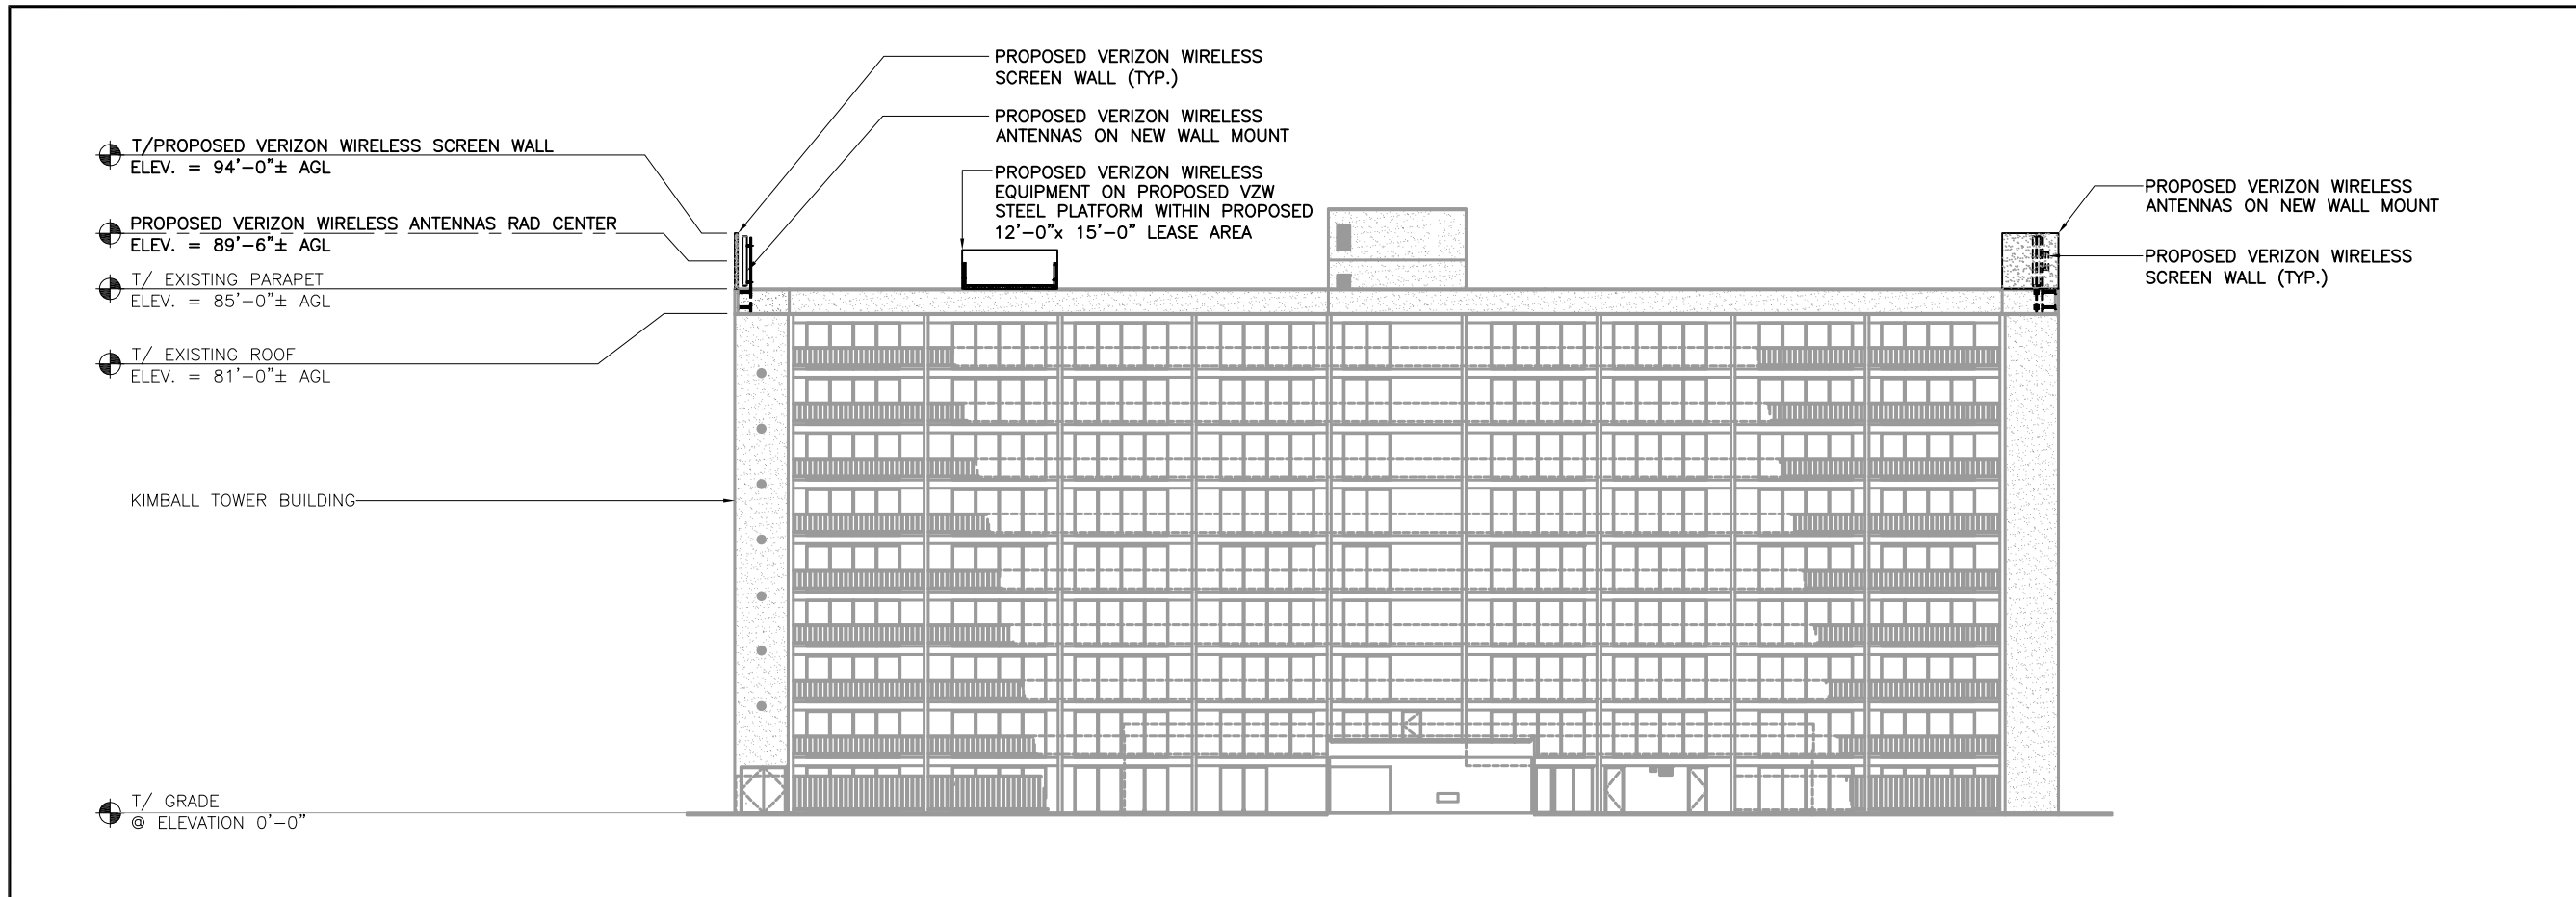 PROPOSED VERIZON WIRELESS
SCREEN WALL (TYP.)
PROPOSED VERIZON WIRELESS
ANTENNAS ON NEW WALL MOUNT
PROPOSED VERIZON WIRELESS
EQUIPMENT ON PROPOSED VZW
STEEL PLATFORM WITHIN PROPOSED
12'-0"x 15'-0" LEASE AREA
T/PROPOSED VERIZON WIRELESS SCREEN WALL
ELEV. = 94'-0"± AGL
PROPOSED VERIZON WIRELESS ANTENNAS RAD CENTER
ELEV. = 89'-6"± AGL
T/ EXISTING PARAPET
ELEV. = 85'-0"± AGL
T/ EXISTING ROOF
ELEV. = 81'-0"± AGL
KIMBALL TOWER BUILDING
T/ GRADE
@ ELEVATION 0'-0"
PROPOSED VERIZON WIRELESS
ANTENNAS ON NEW WALL MOUNT
PROPOSED VERIZON WIRELESS
SCREEN WALL (TYP.)